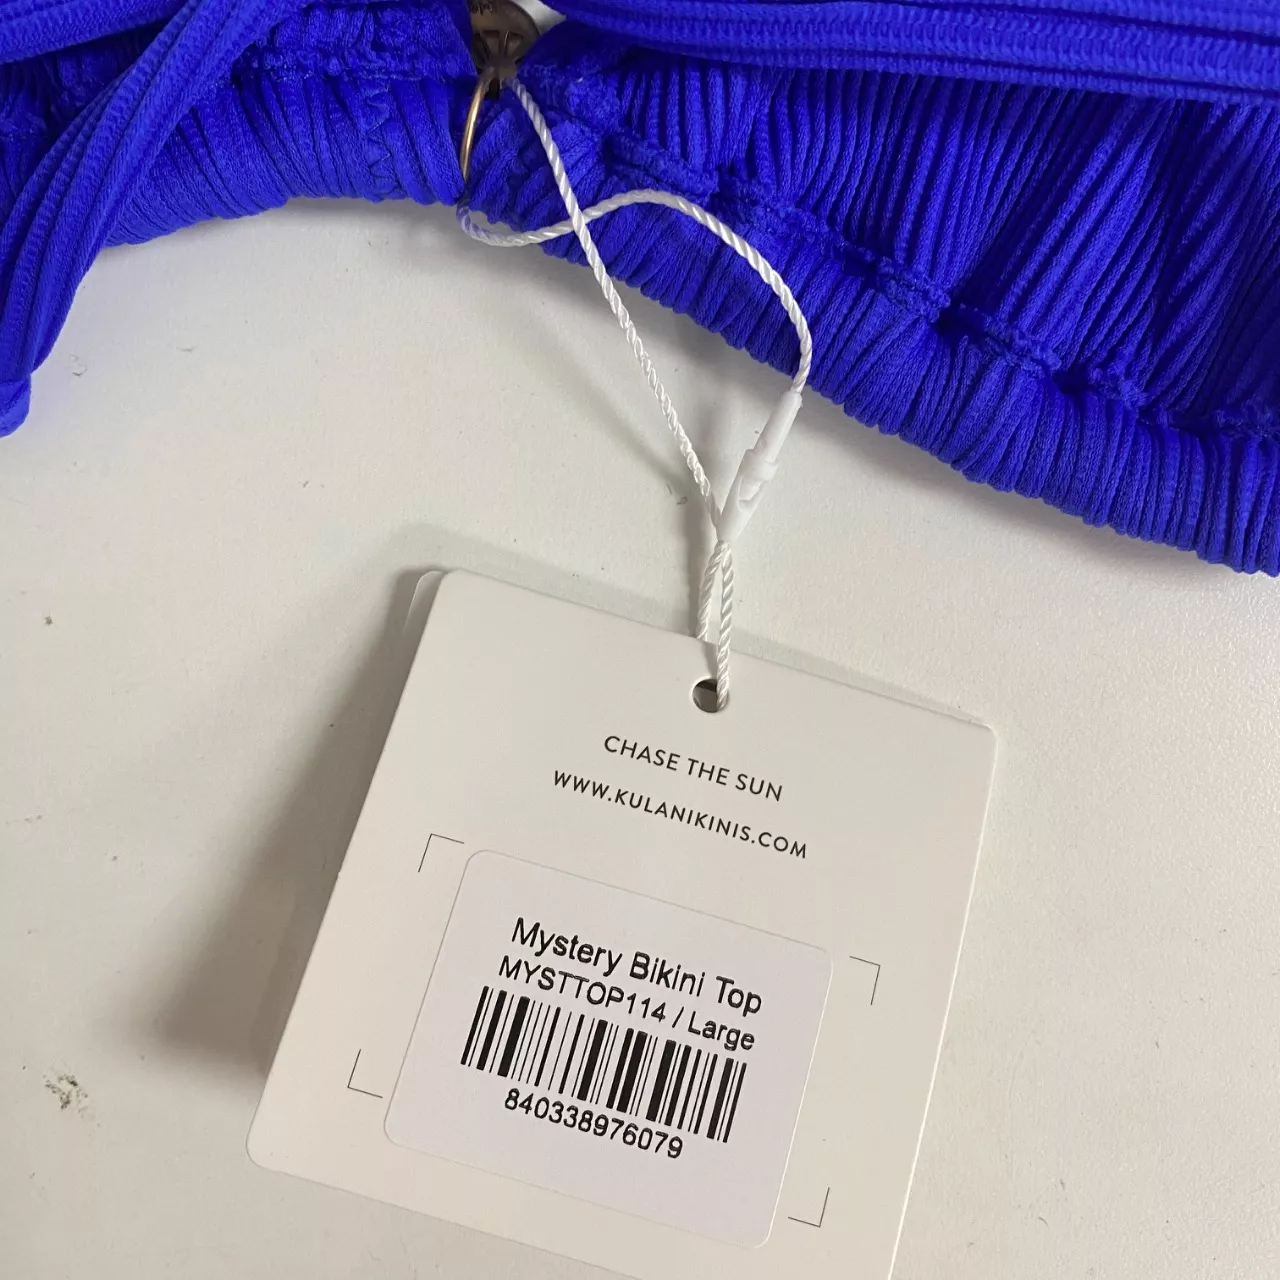 CHASE THE SUN
WWW.KULANIKINIS.COM
Mystery Bikini Top
MYSTTOP114 / Large
840338976079